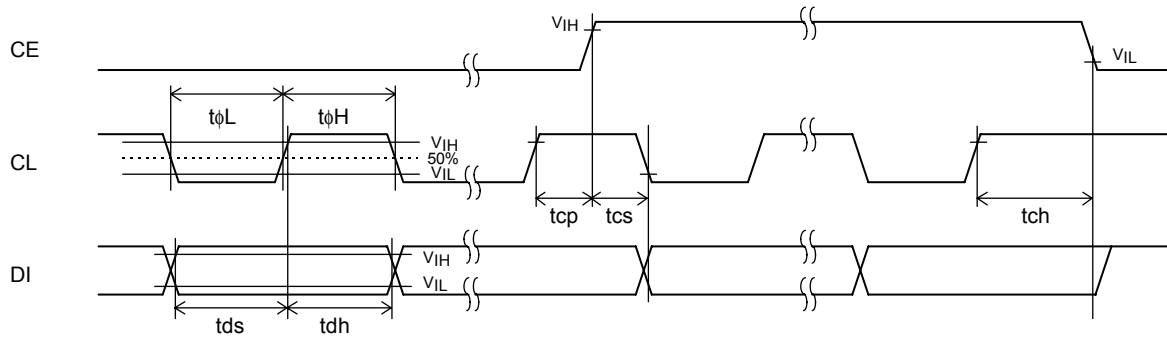 CE
VIH
VIL
tϕL
tϕH
CL
VIH
50%
VIL
tcp
tcs
tch
DI
VIH
VIL
tds
tdh